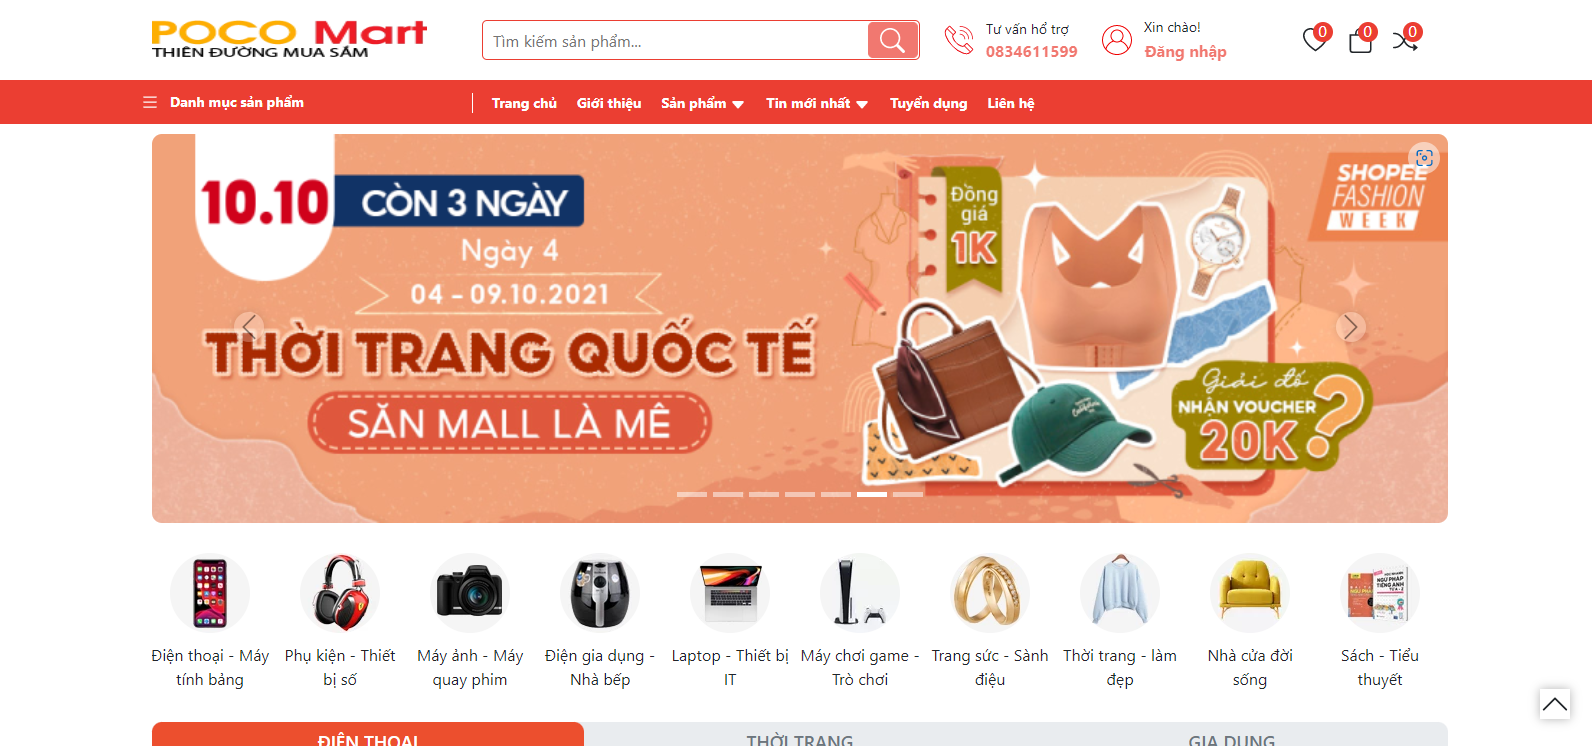 POCO Mart
THIÊN ĐƯỜNG MUA SẮM
Tìm kiếm sản phẩm...
Tư vấn hổ trợ
0834611599
Xin chào!
Đăng nhập
0
0
0
Danh mục sản phẩm
Trang chủ
Giới thiệu
Sản phẩm
Tin mới nhất
Tuyển dụng
Liên hệ
10.10
CÒN 3 NGÀY
Ngày 4
04 - 09.10.2021
THỜI TRANG QUỐC TẾ
SĂN MALL LÀ MÊ
Đồng
giá
1K
SHOPEE
FASHION
WEEK
Giải đố
NHẬN VOUCHER
20K?
Điện thoại - Máy
tính bảng
Phụ kiện - Thiết
bị số
Máy ảnh - Máy
quay phim
Điện gia dụng -
Nhà bếp
Laptop - Thiết bị
IT
Máy chơi game -
Trò chơi
Trang sức - Sành
điệu
Thời trang - làm
đẹp
Nhà cửa đời
sống
NGỮ PHÁP
TIẾNG ANH
Sách - Tiểu
thuyết
ĐIỆN THOẠI
THỜI TRANG
GIA DỤNG